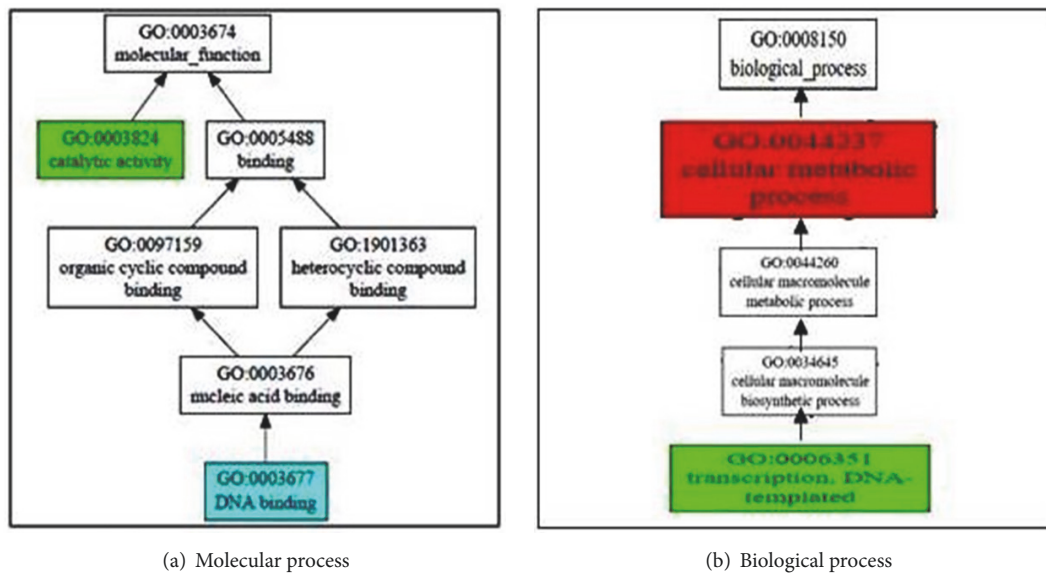 GO:0003674
molecular_function
GO:0003824
catalytic activity
GO:0005488
binding
GO:0097159
organic cyclic compound
binding
GO:1901363
heterocyclic compound
binding
GO:0003676
nucleic acid binding
GO:0003677
DNA binding
(a) Molecular process
GO:0008150
biological_process
GO:0044237
cellular metabolic
process
GO:0044260
cellular macromolecule
metabolic process
GO:0034645
cellular macromolecule
biosynthetic process
GO:0006351
transcription, DNA-
templated
(b) Biological process